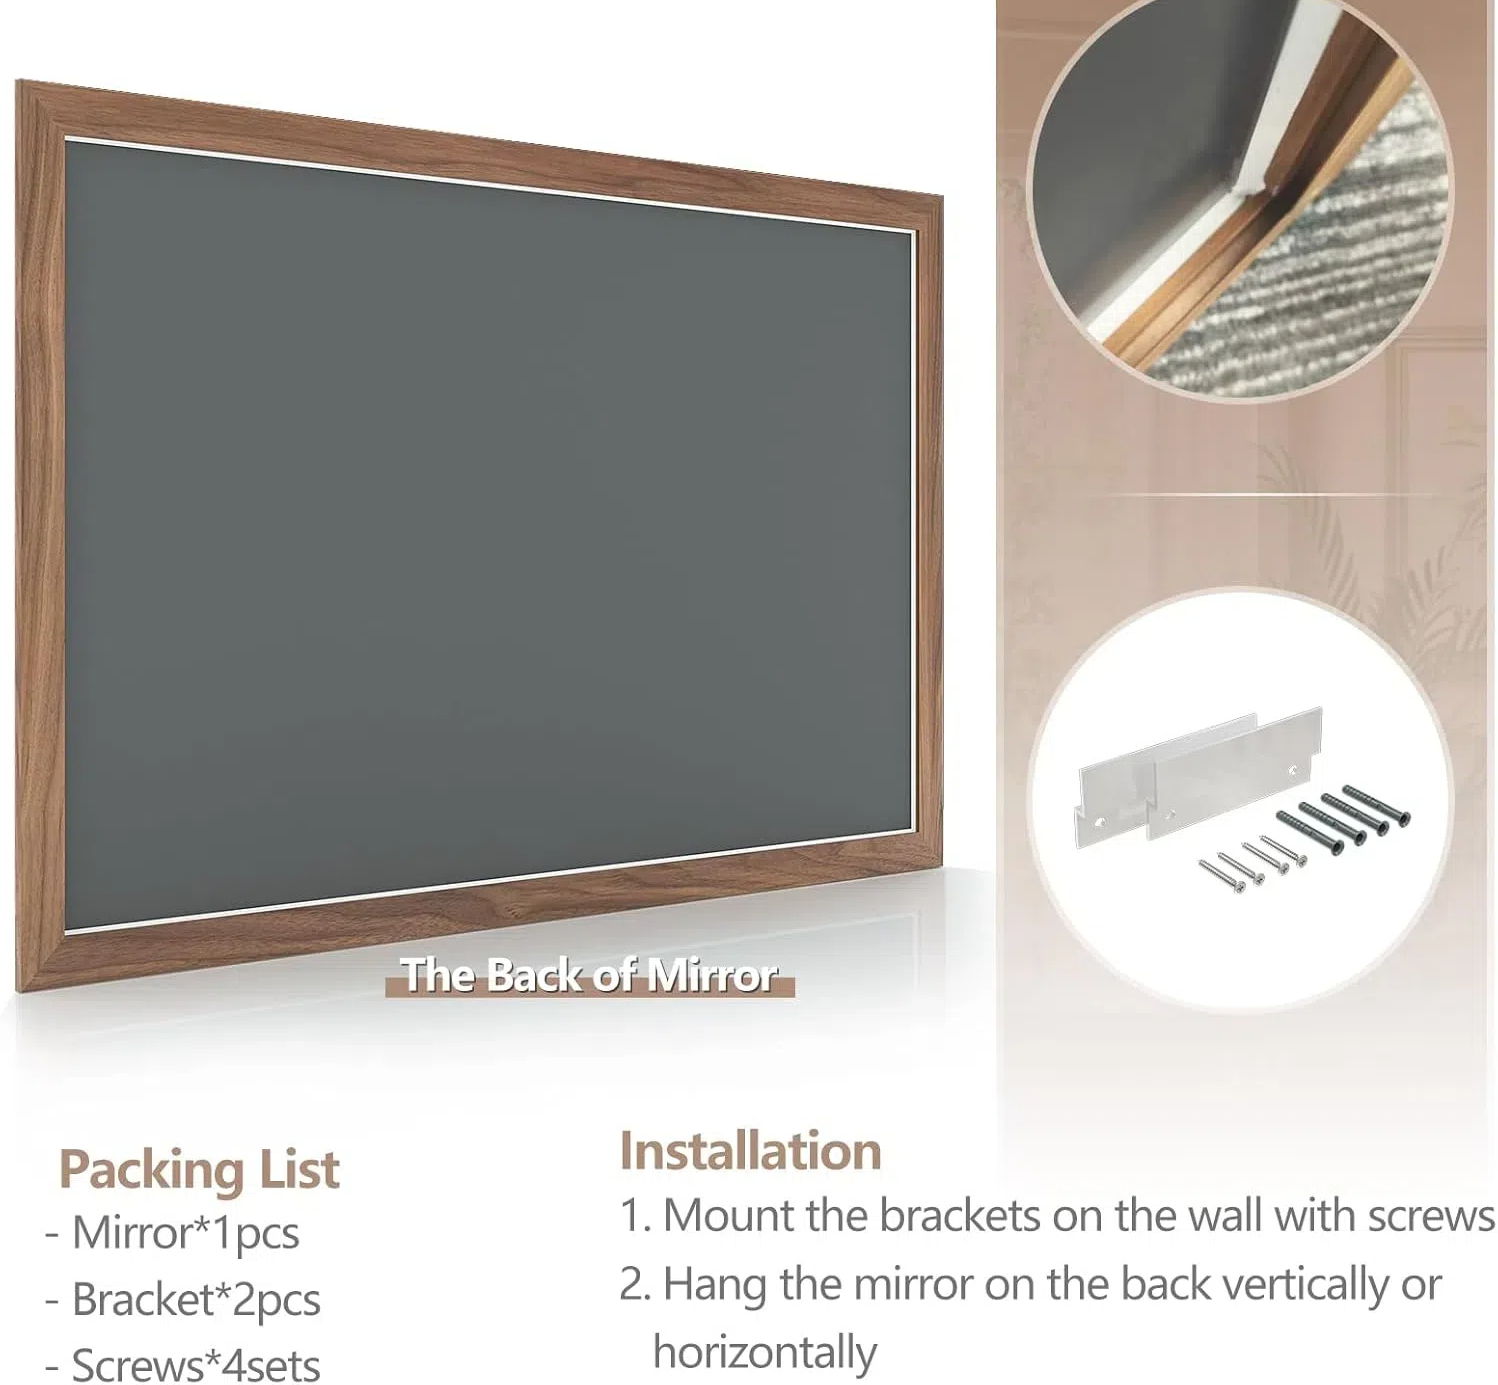 The Back of Mirror
Packing List
- Mirror*1pcs
- Bracket*2pcs
- Screws*4sets
Installation
1. Mount the brackets on the wall with screws
2. Hang the mirror on the back vertically or
horizontally